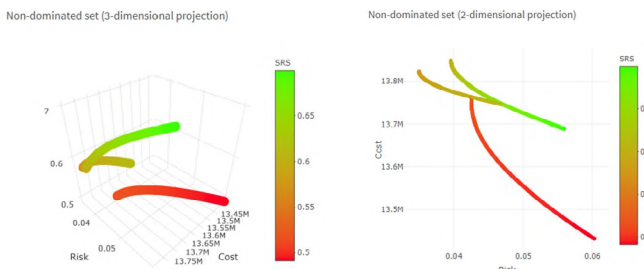 Non-dominated set (3-dimensional projection)
SRS
7
0.6
0.5
0.04
0.05
Risk
13.45M
13.5M
13.55M
13.6M
13.65M
13.7M
13.75M
Cost
0.65
0.6
0.55
0.5
Non-dominated set (2-dimensional projection)
SRS
13.8M
13.7M
13.6M
13.5M
Cost
0.04
0.05
0.06